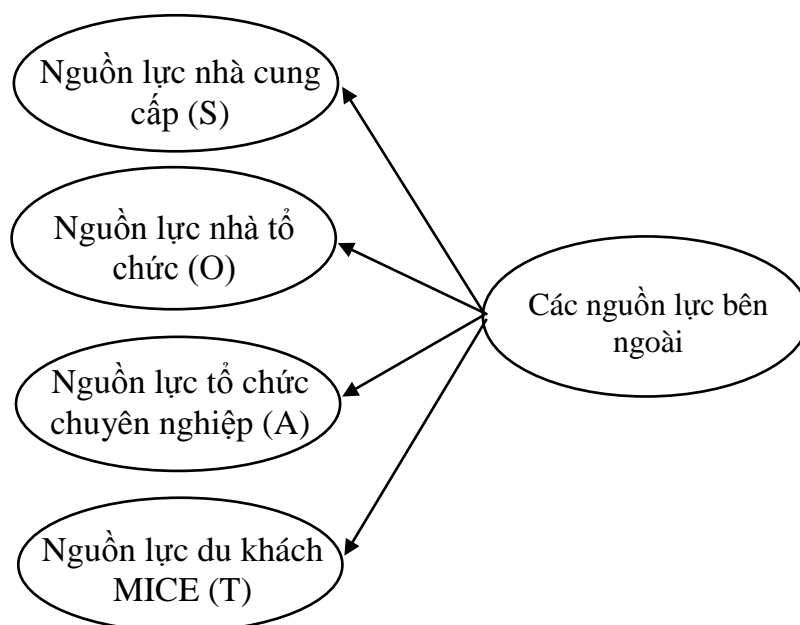 Nguồn lực nhà cung
cấp (S)
Nguồn lực nhà tổ
chức (O)
Các nguồn lực bên
ngoài
Nguồn lực tổ chức
chuyên nghiệp (A)
Nguồn lực du khách
MICE (T)